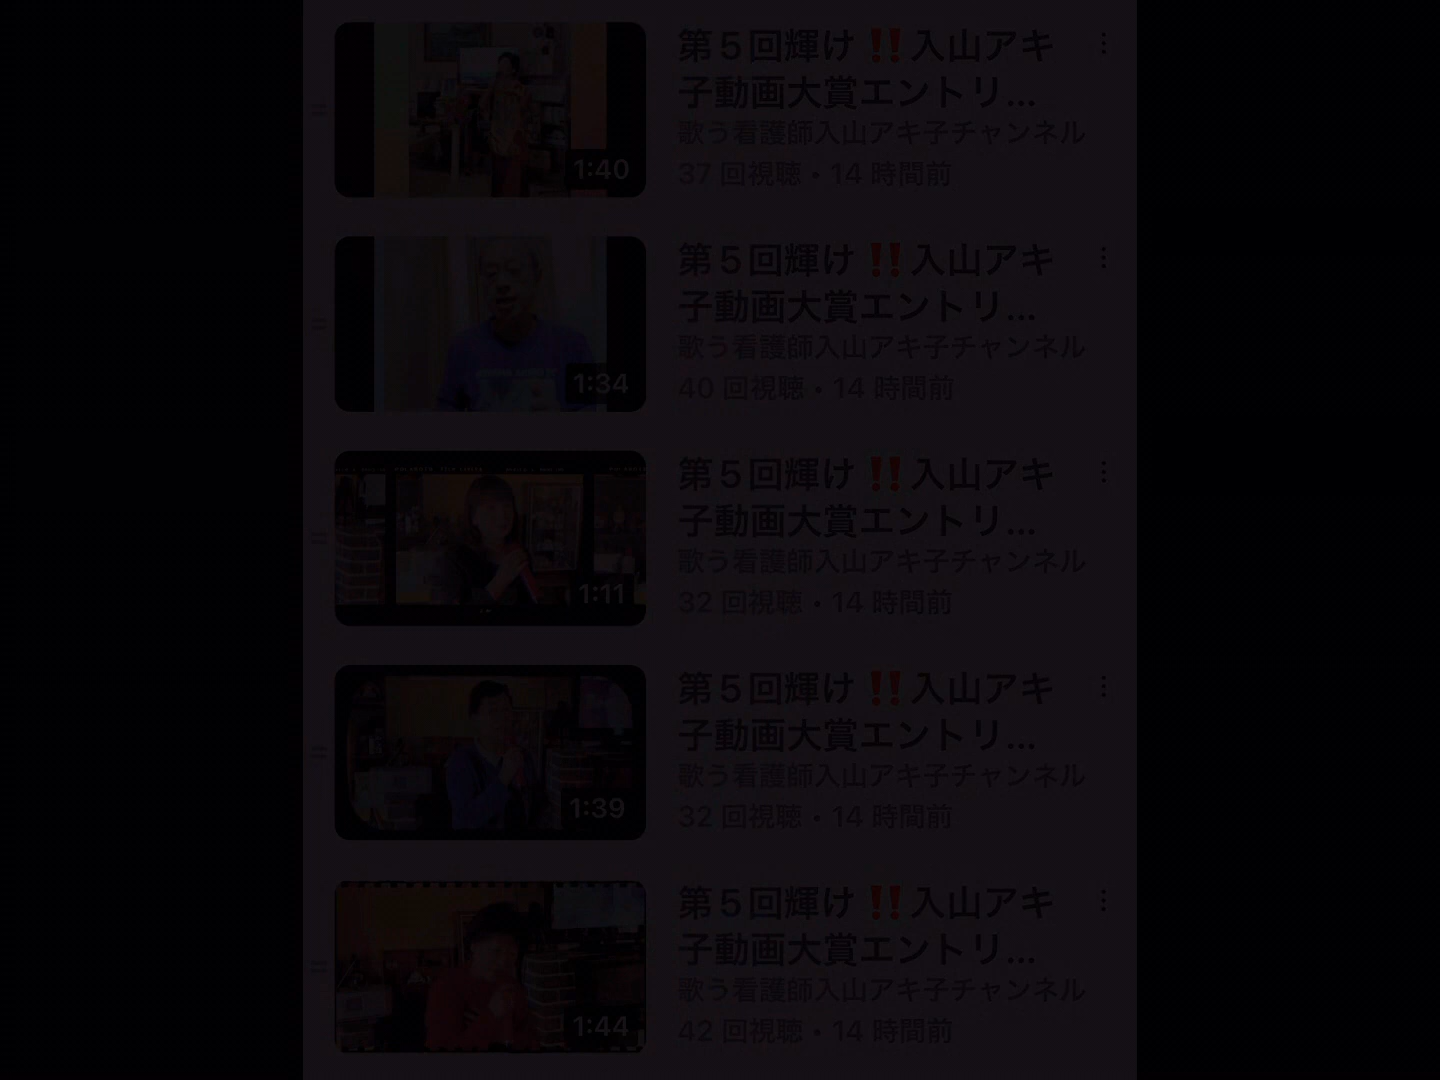 第5回輝け‼️入山アキ
子動画大賞エントリ...
歌う看護師入山アキ子チャンネル
37 回視聴・14 時間前
1:40
第5回輝け‼️入山アキ
子動画大賞エントリ...
歌う看護師入山アキ子チャンネル
40 回視聴・14 時間前
1:34
第5回輝け‼️入山アキ
子動画大賞エントリ...
歌う看護師入山アキ子チャンネル
32 回視聴・14 時間前
1:11
第5回輝け‼️入山アキ
子動画大賞エントリ...
歌う看護師入山アキ子チャンネル
32 回視聴・14 時間前
1:39
第5回輝け‼️入山アキ
子動画大賞エントリ...
歌う看護師入山アキ子チャンネル
42 回視聴・14 時間前
1:44